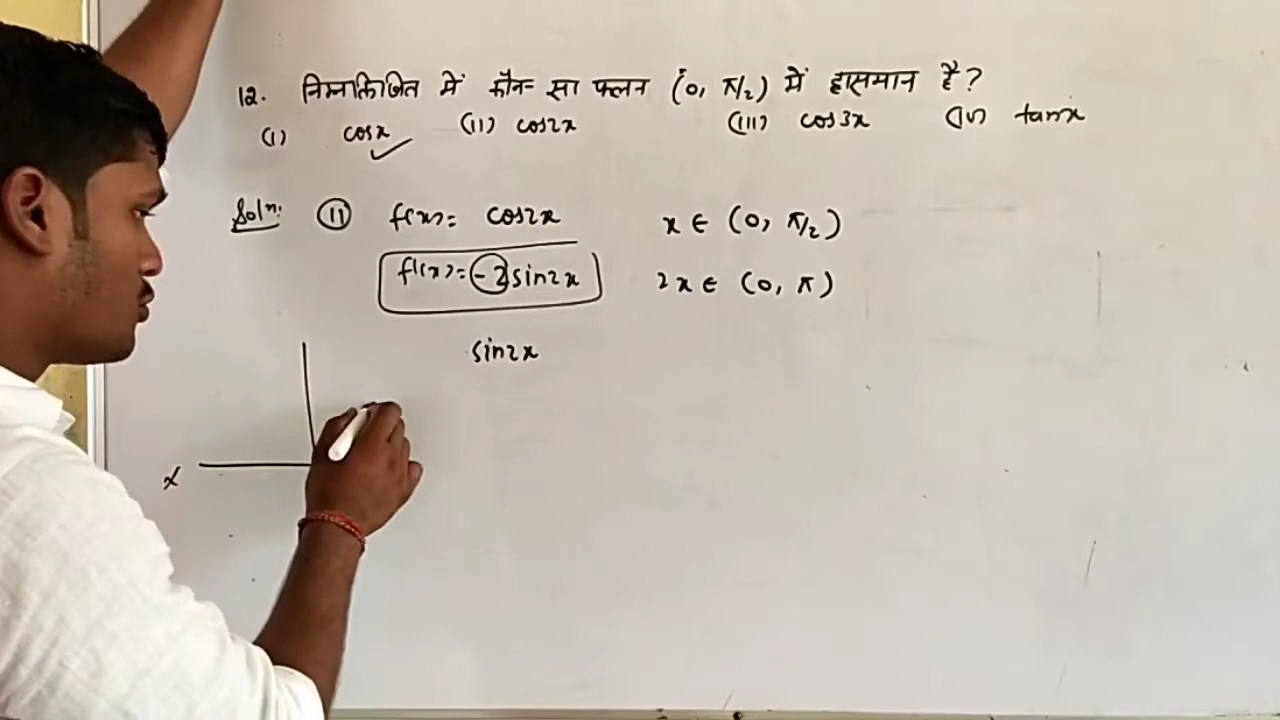 12. निम्नलिखित में कौन सा फलन (0, π/2) में ह्रासमान है?
(i) cosx (ii) cos2x (iii) cos3x (iv) tanx
Solⁿ: (ii) f(x)= cos2x x ∈ (0, π/2)
f'(x)= -2sin2x 2x ∈ (0, π)
sin2x
x